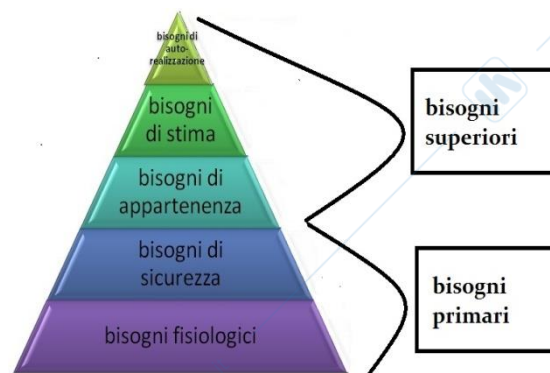 bisogni di
auto-
realizzazione
bisogni
di stima
bisogni di
appartenenza
bisogni di
sicurezza
bisogni fisiologici
bisogni
superiori
bisogni
primari